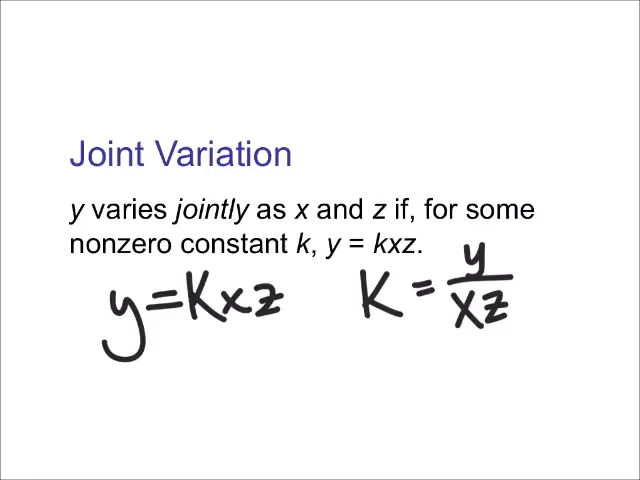 Joint Variation
y varies jointly as x and z if, for some
nonzero constant k, y = kxz.
y=Kxz K = y/xz